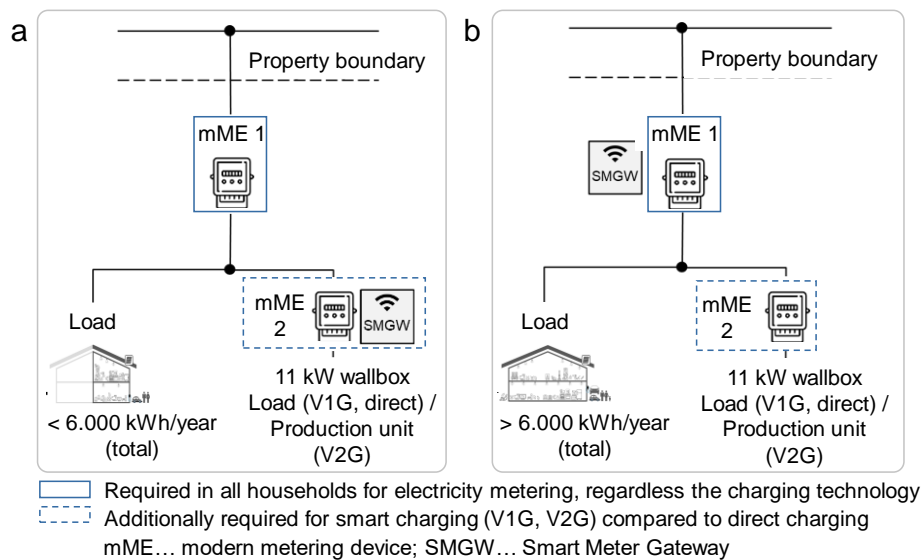 a
Property boundary
mME 1
mME
2
SMGW
Load
< 6.000 kWh/year
(total)
11 kW wallbox
Load (V1G, direct) /
Production unit
(V2G)
b
Property boundary
mME 1
SMGW
mME
2
Load
> 6.000 kWh/year
(total)
11 kW wallbox
Load (V1G, direct) /
Production unit
(V2G)
Required in all households for electricity metering, regardless the charging technology
Additionally required for smart charging (V1G, V2G) compared to direct charging
mME… modern metering device; SMGW… Smart Meter Gateway